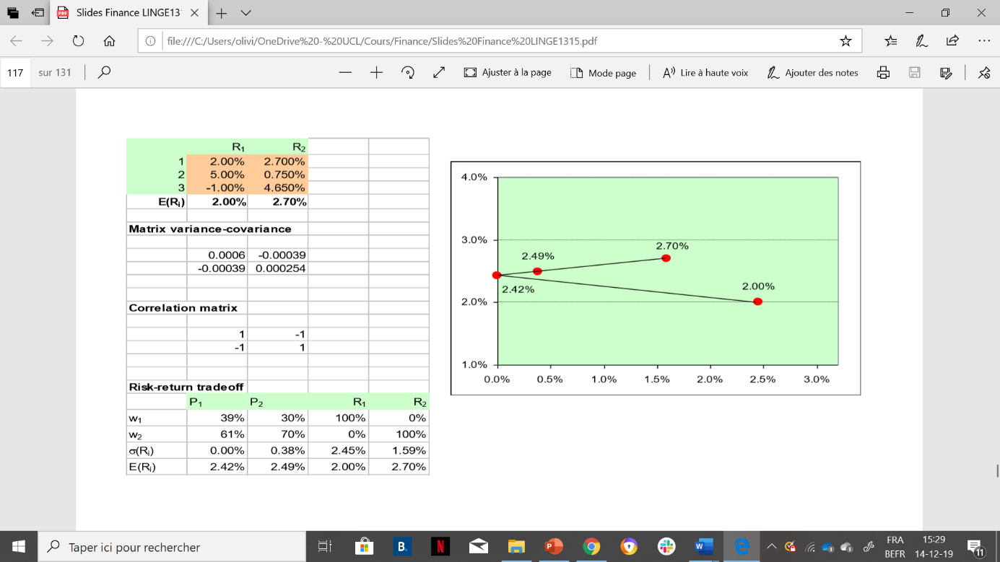 Slides Finance LINGE13
file:///C:/Users/olivi/OneDrive%20-%20UCL/Cours/Finance/Slides%20Finance%20LINGE1315.pdf
117 sur 131 Ajuster à la page Mode page Lire à haute voix Ajouter des notes
R₁ R₂
1 2.00% 2.700%
2 5.00% 0.750%
3 -1.00% 4.650%
E(Rᵢ) 2.00% 2.70%
Matrix variance-covariance
0.0006 -0.00039
-0.00039 0.000254
Correlation matrix
1 -1
-1 1
Risk-return tradeoff
P₁ P₂ R₁ R₂
w₁ 39% 30% 100% 0%
w₂ 61% 70% 0% 100%
σ(Rᵢ) 0.00% 0.38% 2.45% 1.59%
E(Rᵢ) 2.42% 2.49% 2.00% 2.70%
4.0%
3.0%
2.70%
2.49%
2.42%
2.00%
2.0%
1.0%
0.0% 0.5% 1.0% 1.5% 2.0% 2.5% 3.0%
Taper ici pour rechercher
B. N P W
FRA 15:29
BEFR 14-12-19
11